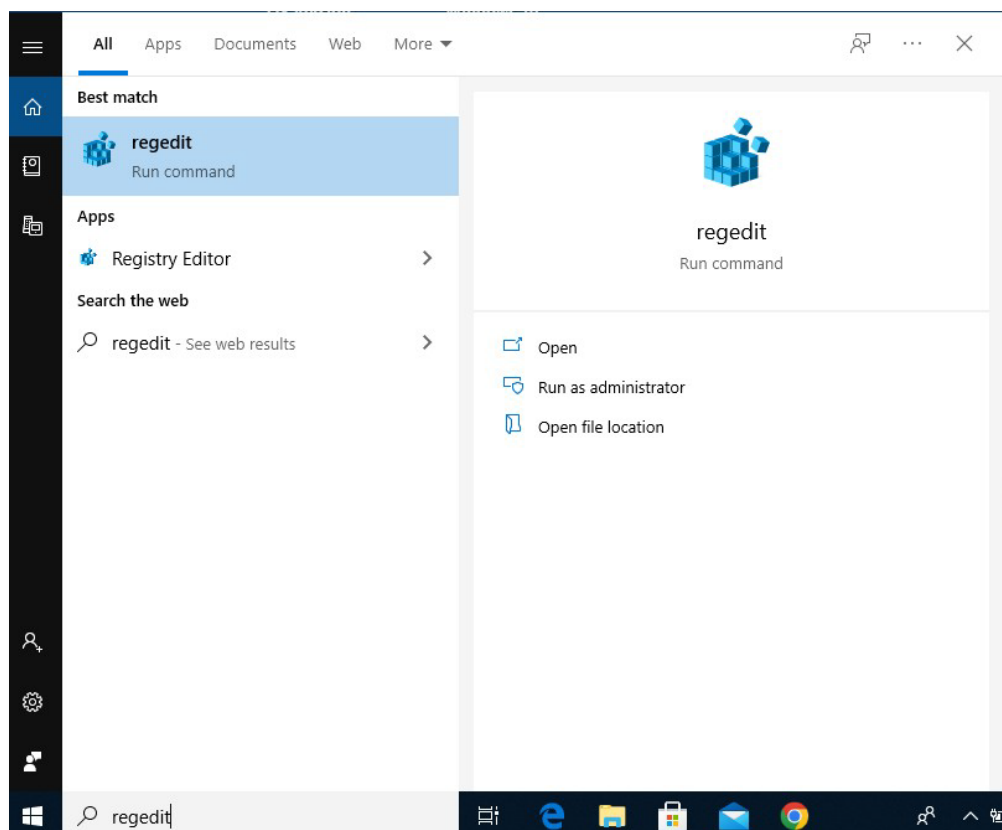 All Apps Documents Web More
Best match
regedit
Run command
Apps
Registry Editor
Search the web
regedit - See web results
regedit
Run command
Open
Run as administrator
Open file location
regedit